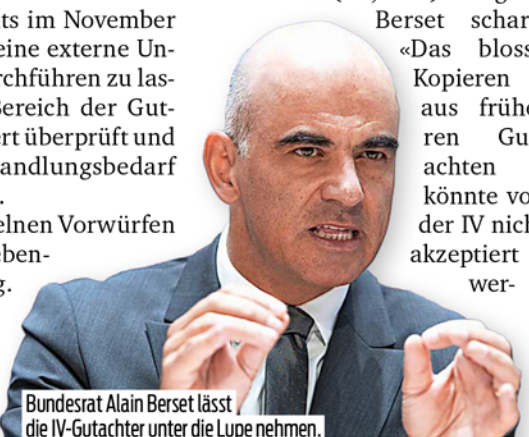 ts im November
eine externe Un-
rchführen zu las-
ereich der Gut-
ert überprüft und
andlungsbedarf
elnen Vorwürfen
eben-
g.
Berset schar
«Das bloss
Kopieren
aus frühe
ren Gu
achten
könnte vo
der IV nich
akzeptiert
wer-
Bundesrat Alain Berset lässt
die IV-Gutachter unter die Lupe nehmen.